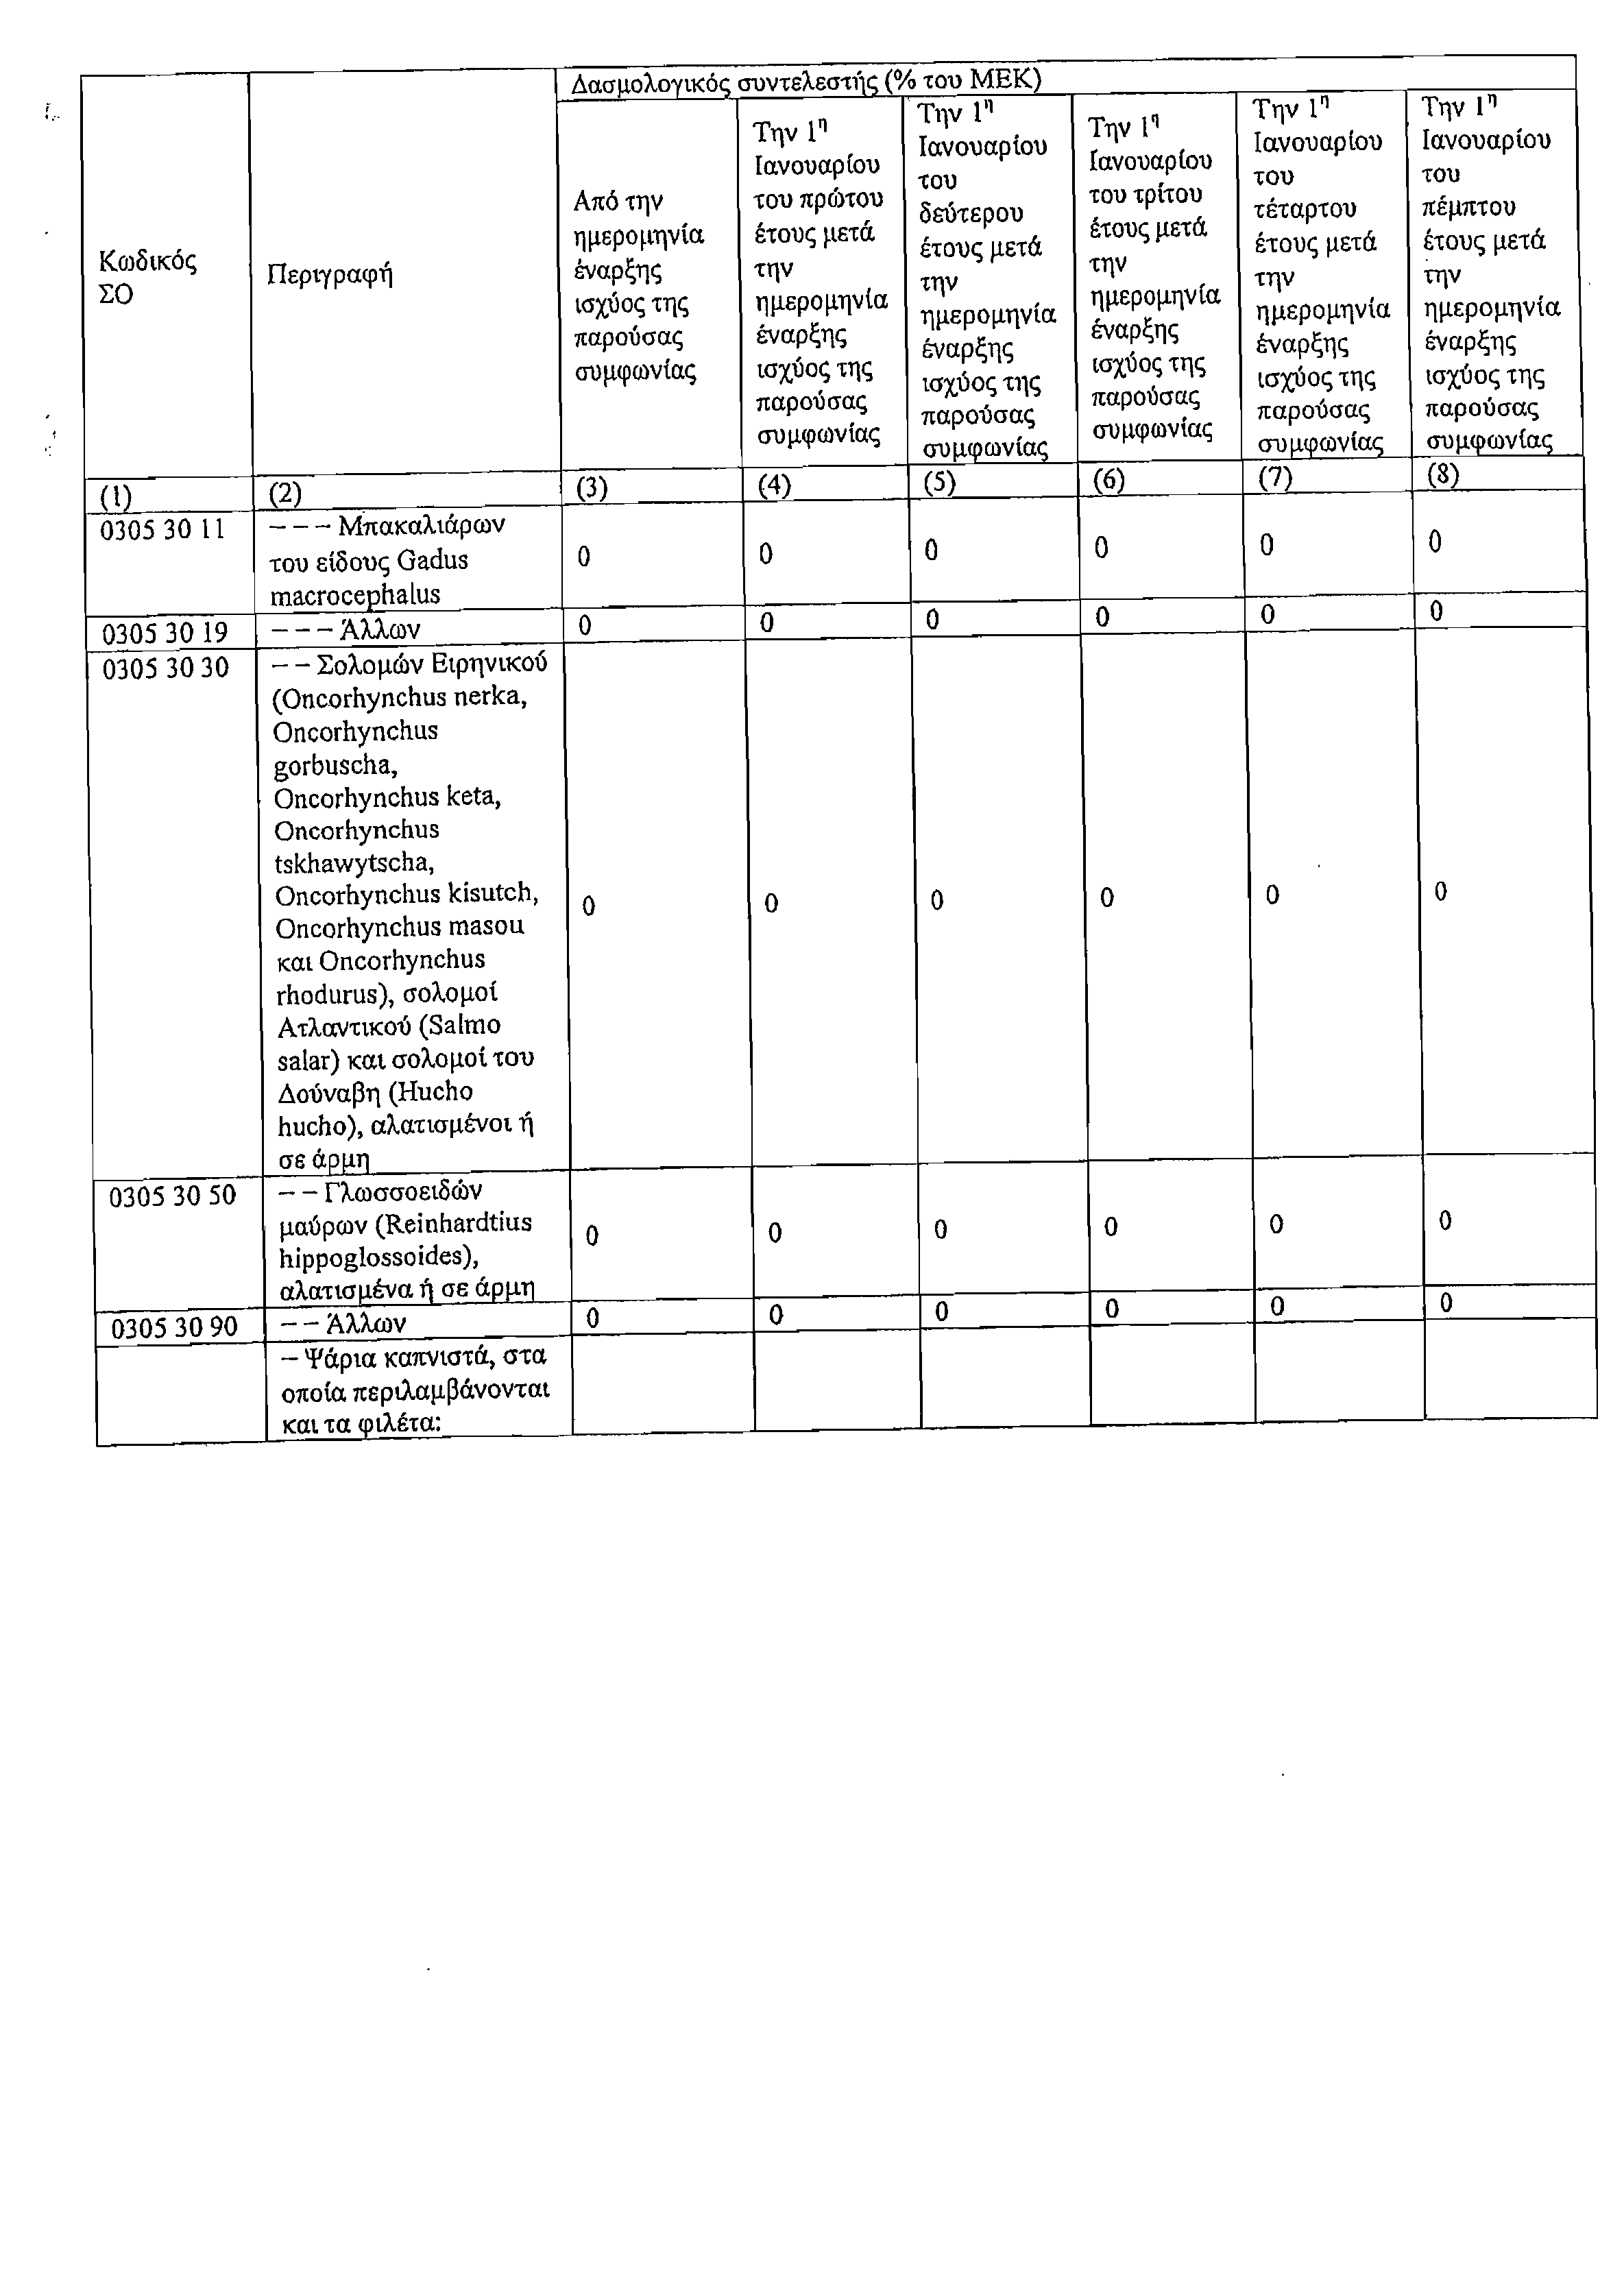 Δασμολογικός συντελεστής (% του ΜΕΚ)
Κωδικός
ΣΟ
Περιγραφή
Από την
ημερομηνία
έναρξης
ισχύος της
παρούσας
συμφωνίας
Την 1η
Ιανουαρίου
του πρώτου
έτους μετά
την
ημερομηνία
έναρξης
ισχύος της
παρούσας
συμφωνίας
Την 1η
Ιανουαρίου
του
δεύτερου
έτους μετά
την
ημερομηνία
έναρξης
ισχύος της
παρούσας
συμφωνίας
Την 1η
Ιανουαρίου
του τρίτου
έτους μετά
την
ημερομηνία
έναρξης
ισχύος της
παρούσας
συμφωνίας
Την 1η
Ιανουαρίου
του
τέταρτου
έτους μετά
την
ημερομηνία
έναρξης
ισχύος της
παρούσας
συμφωνίας
Την 1η
Ιανουαρίου
του
πέμπτου
έτους μετά
την
ημερομηνία
έναρξης
ισχύος της
παρούσας
συμφωνίας
(1) (2) (3) (4) (5) (6) (7) (8)
0305 30 11 – – – Μπακαλιάρων
του είδους Gadus 0 0 0 0 0 0
macrocephalus
0305 30 19 – – – Άλλων 0 0 0 0 0 0
0305 30 30 – – Σολομών Ειρηνικού
(Oncorhynchus nerka,
Oncorhynchus
gorbuscha,
Oncorhynchus keta,
Oncorhynchus
tskhawytscha,
Oncorhynchus kisutch, 0 0 0 0 0 0
Oncorhynchus masou
και Oncorhynchus
rhodurus), σολομοί
Ατλαντικού (Salmo
salar) και σολομοί του
Δούναβη (Hucho
hucho), αλατισμένοι ή
σε άρμη
0305 30 50 – – Γλωσσοειδών
μαύρων (Reinhardtius 0 0 0 0 0 0
hippoglossoides),
αλατισμένα ή σε άρμη
0305 30 90 – – Άλλων 0 0 0 0 0 0
– Ψάρια καπνιστά, στα
οποία περιλαμβάνονται
και τα φιλέτα: